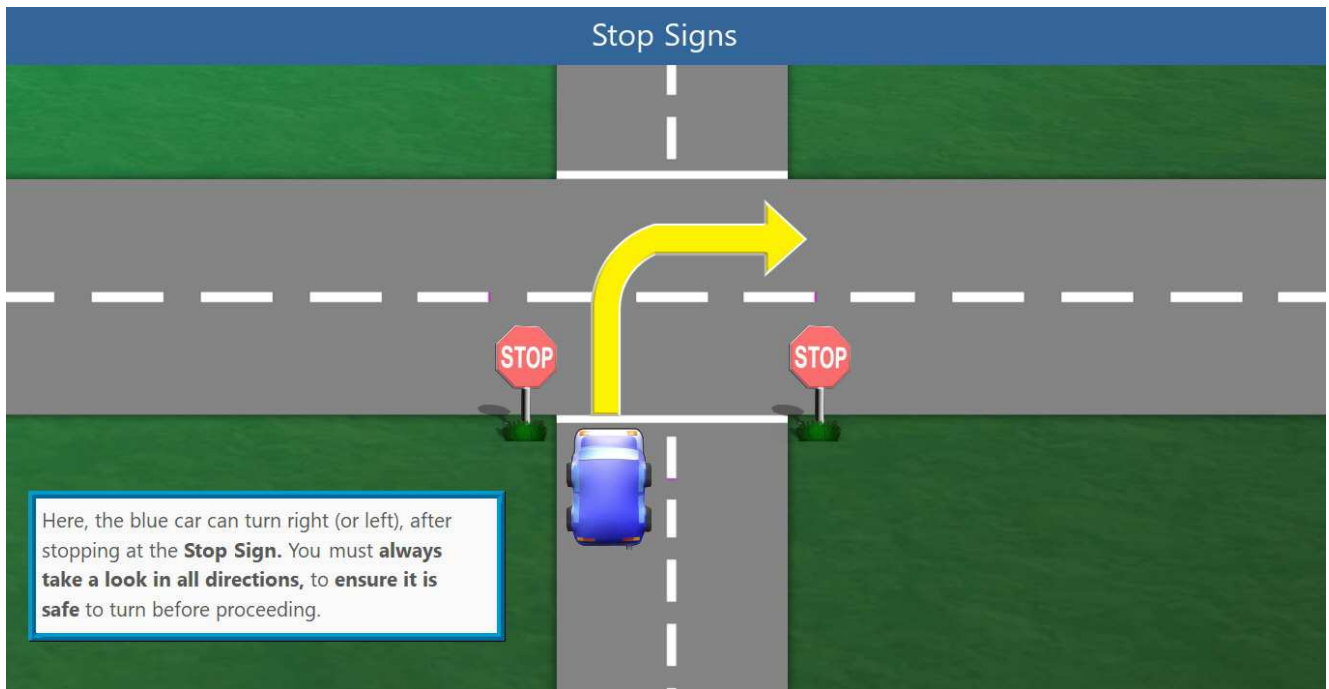 Stop Signs
STOP
STOP
Here, the blue car can turn right (or left), after
stopping at the Stop Sign. You must always
take a look in all directions, to ensure it is
safe to turn before proceeding.